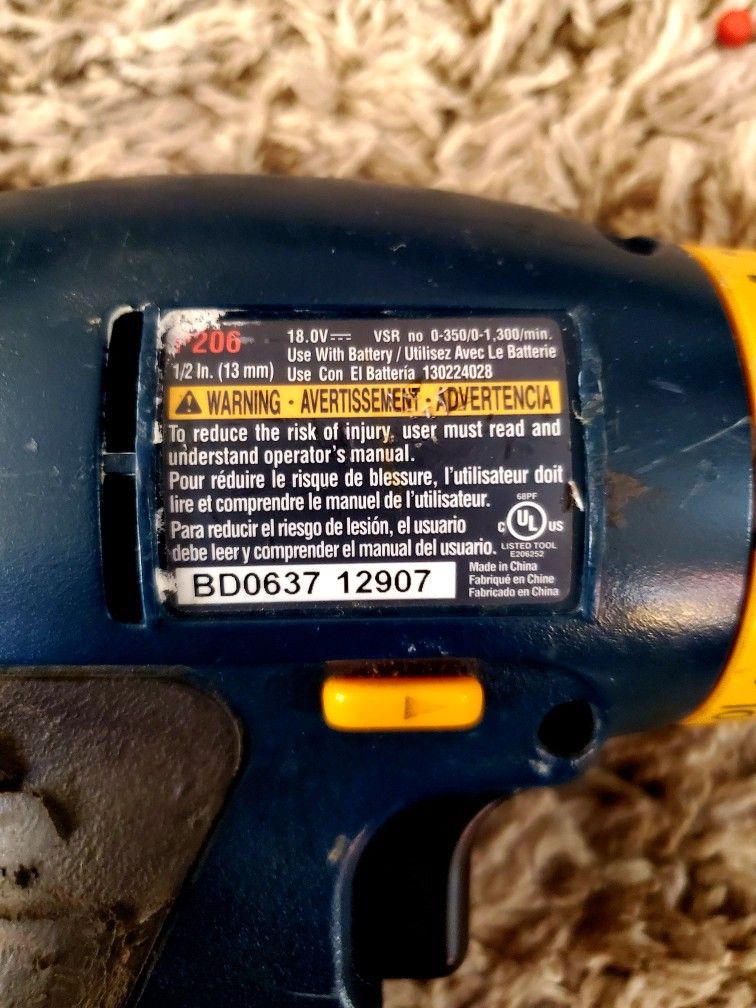 206
18.0V⎓ VSR no 0-350/0-1,300/min.
Use With Battery / Utilisez Avec Le Batterie
1/2 In. (13 mm) Use Con El Batería 130224028
WARNING · AVERTISSEMENT · ADVERTENCIA
To reduce the risk of injury, user must read and
understand operator's manual.
Pour réduire le risque de blessure, l'utilisateur doit
lire et comprendre le manuel de l'utilisateur.
Para reducir el riesgo de lesión, el usuario
debe leer y comprender el manual del usuario.
68PF
C UL US
LISTED TOOL
E206252
BD0637 12907
Made in China
Fabriqué en Chine
Fabricado en China